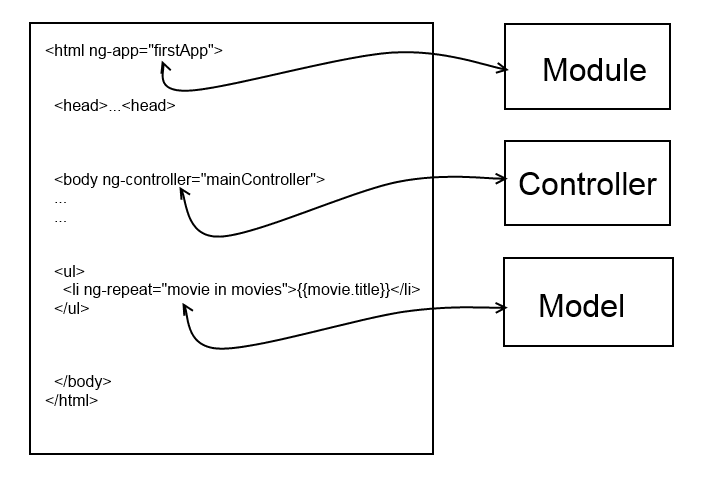 <html ng-app="firstApp">
<head>...<head>
<body ng-controller="mainController">
...
...
<ul>
<li ng-repeat="movie in movies">{{movie.title}}</li>
</ul>
</body>
</html>
Module
Controller
Model